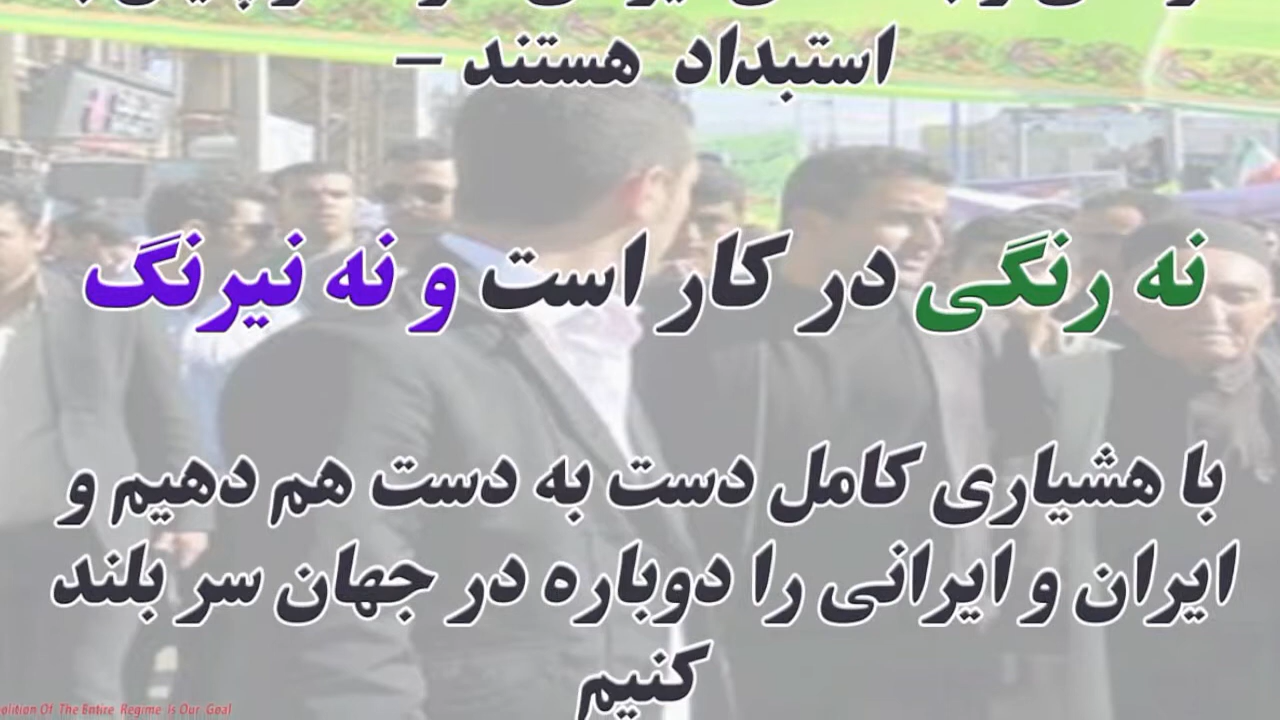 استبداد هستند –
نه رنگی در کار است و نه نیرنگ
با هشیاری کامل دست به دست هم دهیم و
ایران و ایرانی را دوباره در جهان سر بلند
کنیم
olition Of The Entire Regime Is Our Goal